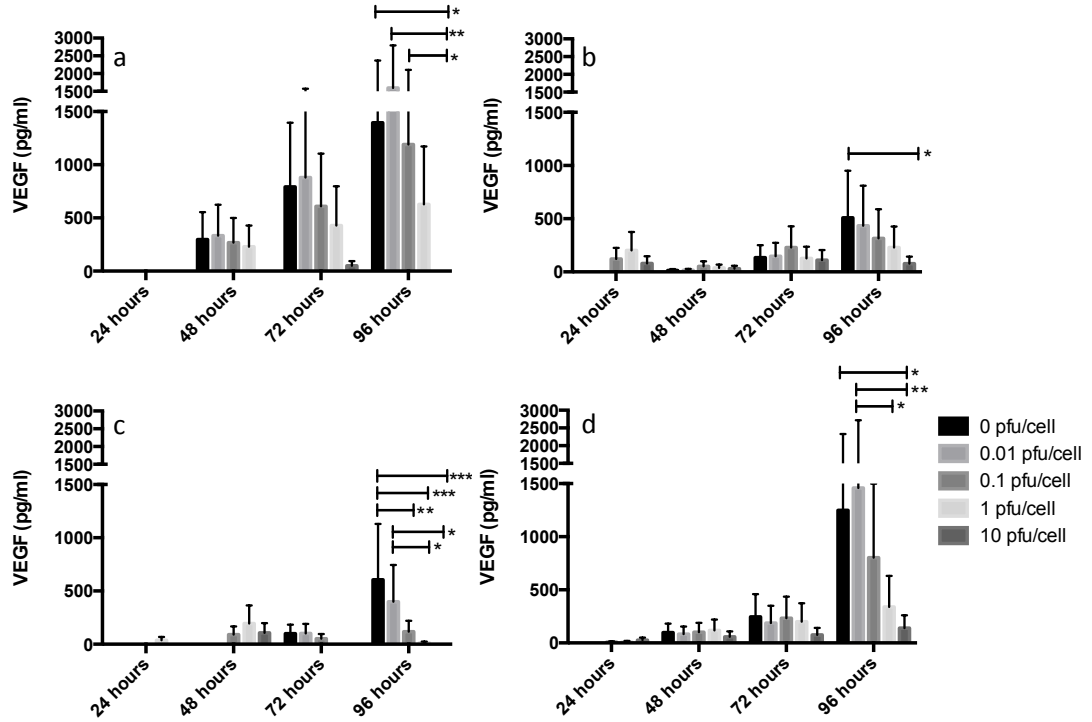 *
**
*
a
3000
2500
2000
1500
1500
1000
500
0
VEGF (pg/ml)
24 hours
48 hours
72 hours
96 hours
b
3000
2500
2000
1500
1500
1000
500
0
VEGF (pg/ml)
*
24 hours
48 hours
72 hours
96 hours
c
3000
2500
2000
1500
1500
1000
500
0
VEGF (pg/ml)
***
***
**
*
*
24 hours
48 hours
72 hours
96 hours
*
**
*
d
3000
2500
2000
1500
1500
1000
500
0
VEGF (pg/ml)
24 hours
48 hours
72 hours
96 hours
0 pfu/cell
0.01 pfu/cell
0.1 pfu/cell
1 pfu/cell
10 pfu/cell